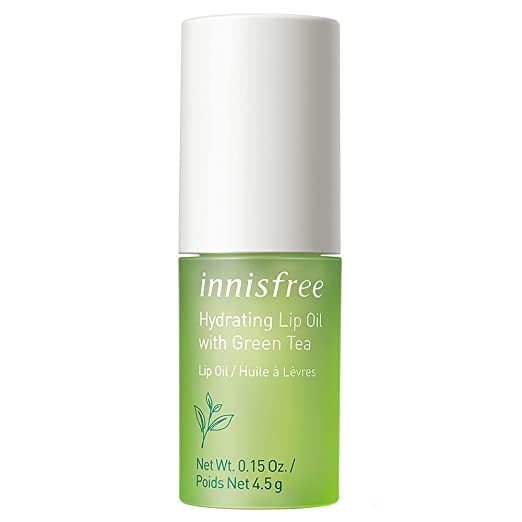 innisfree
Hydrating Lip Oil
with Green Tea
Lip Oil / Huile à Lèvres
Net Wt. 0.15 Oz. /
Poids Net 4.5 g